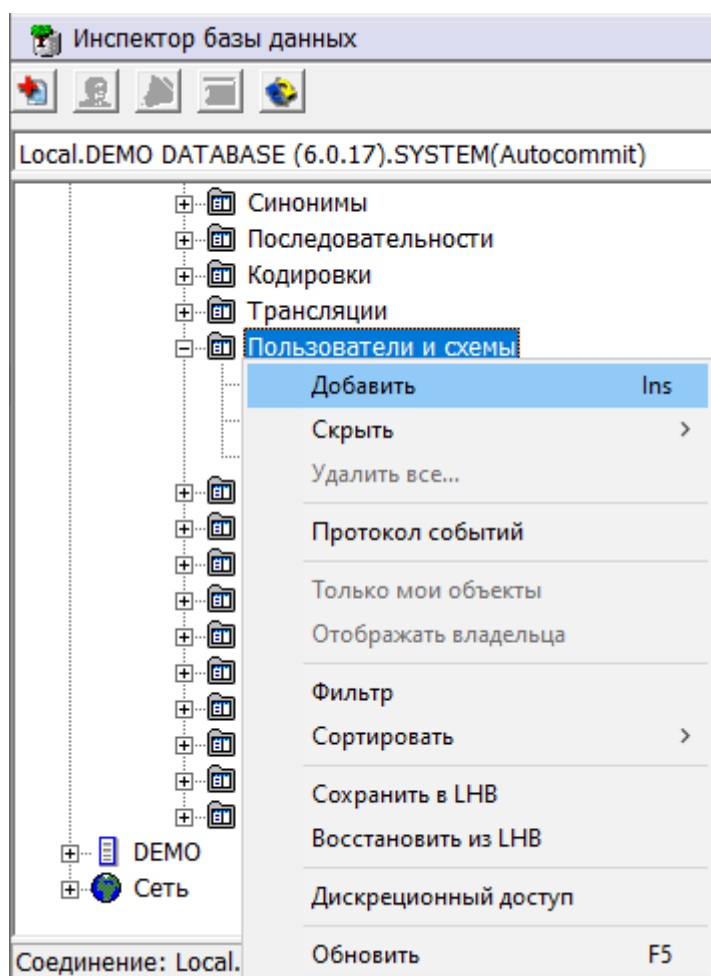 Инспектор базы данных
Local.DEMO DATABASE (6.0.17).SYSTEM(Autocommit)
Синонимы
Последовательности
Кодировки
Трансляции
Пользователи и схемы
Добавить Ins
Скрыть >
Удалить все...
Протокол событий
Только мои объекты
Отображать владельца
Фильтр
Сортировать >
Сохранить в LHB
Восстановить из LHB
DEMO
Сеть
Дискреционный доступ
Обновить F5
Соединение: Local.